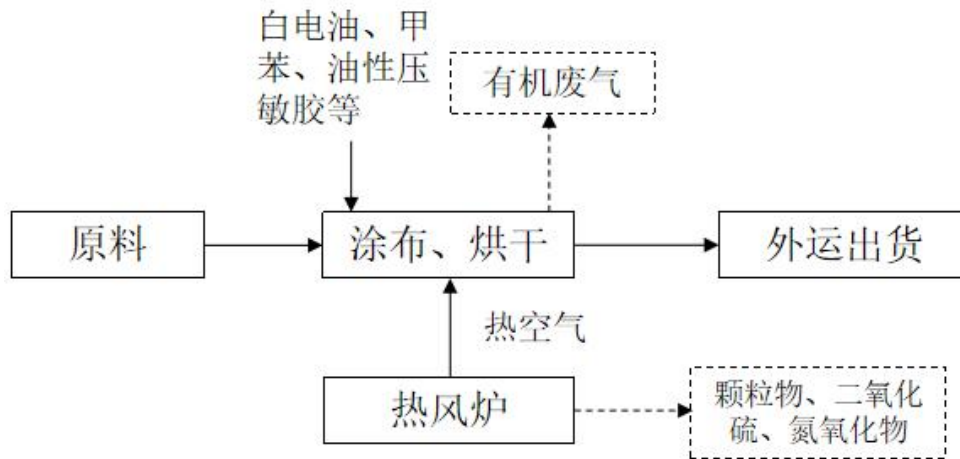 白电油、甲
苯、油性压
敏胶等
有机废气
原料
涂布、烘干
外运出货
热空气
热风炉
颗粒物、二氧化
硫、氮氧化物